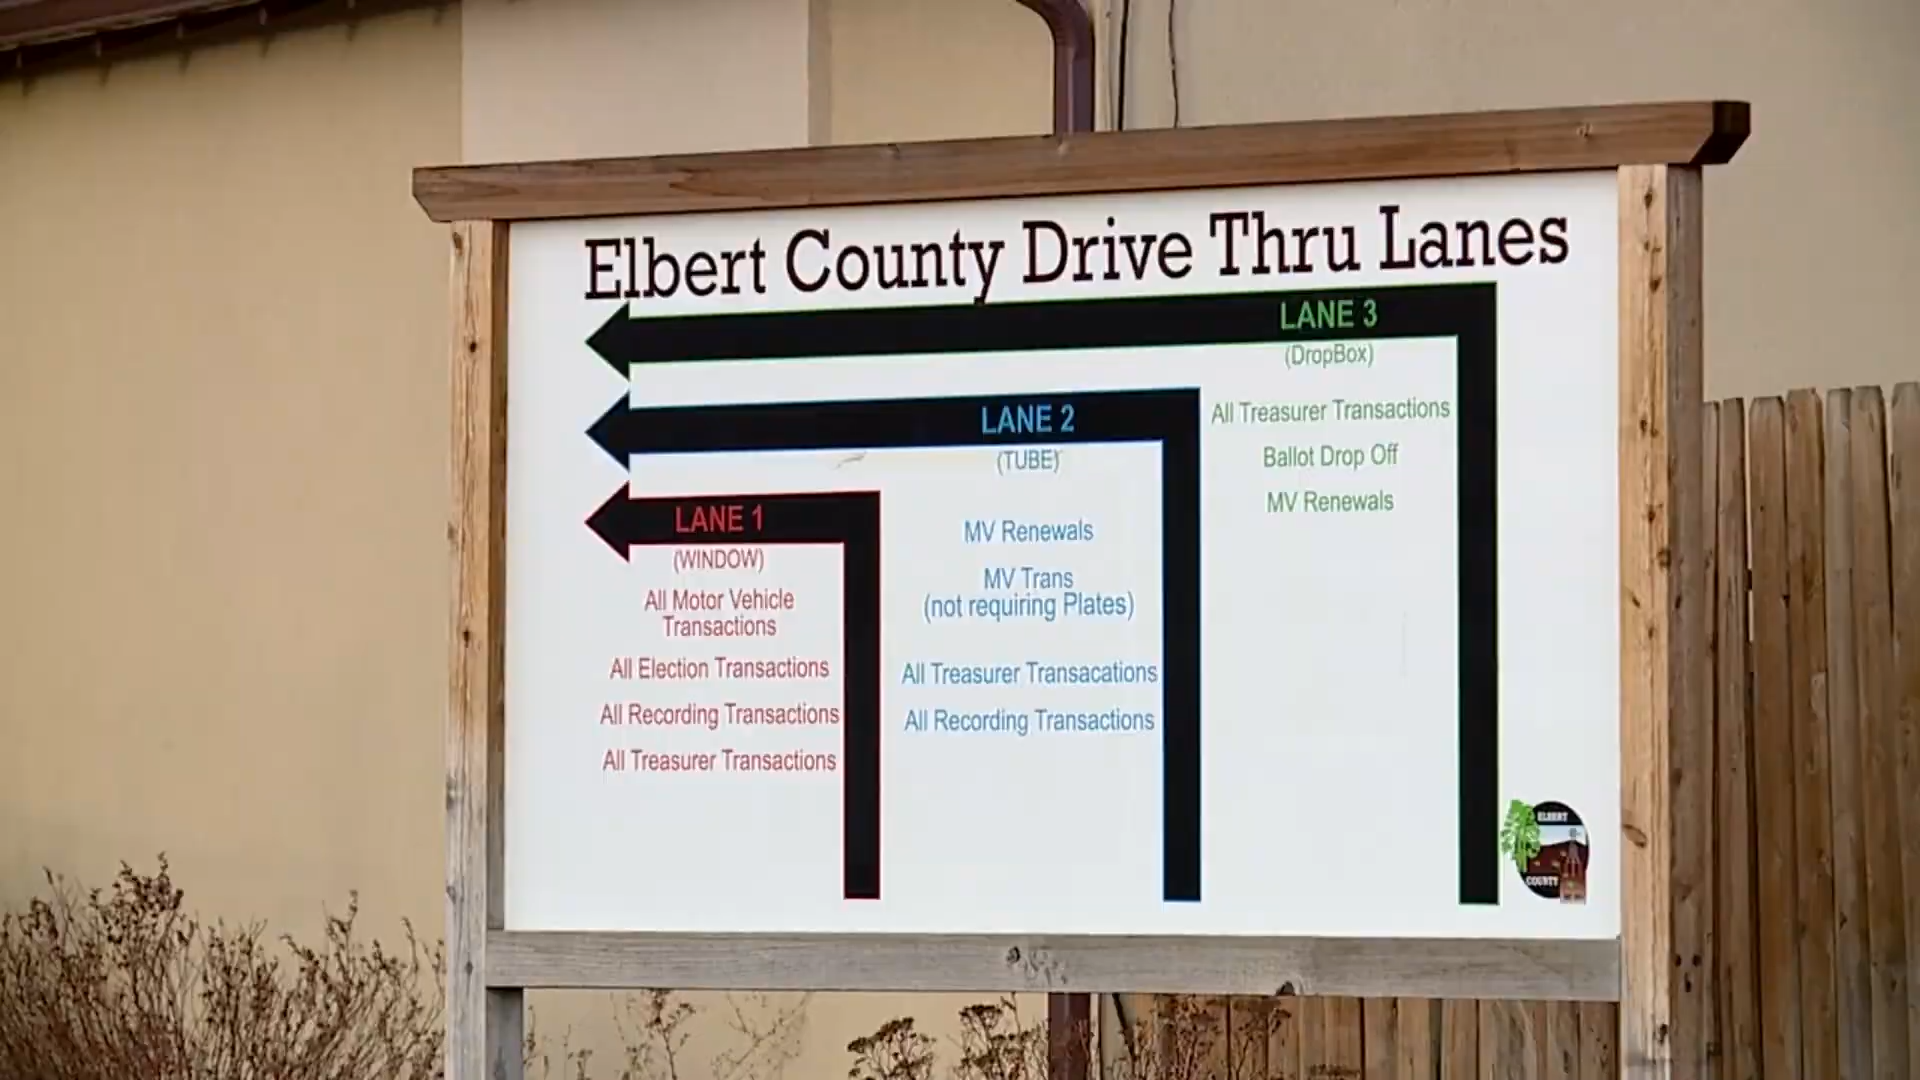 Elbert County Drive Thru Lanes
LANE 3
(DropBox)
All Treasurer Transactions
Ballot Drop Off
MV Renewals
LANE 2
(TUBE)
MV Renewals
MV Trans
(not requiring Plates)
All Treasurer Transacations
All Recording Transactions
LANE 1
(WINDOW)
All Motor Vehicle
Transactions
All Election Transactions
All Recording Transactions
All Treasurer Transactions
ELBERT
COUNTY